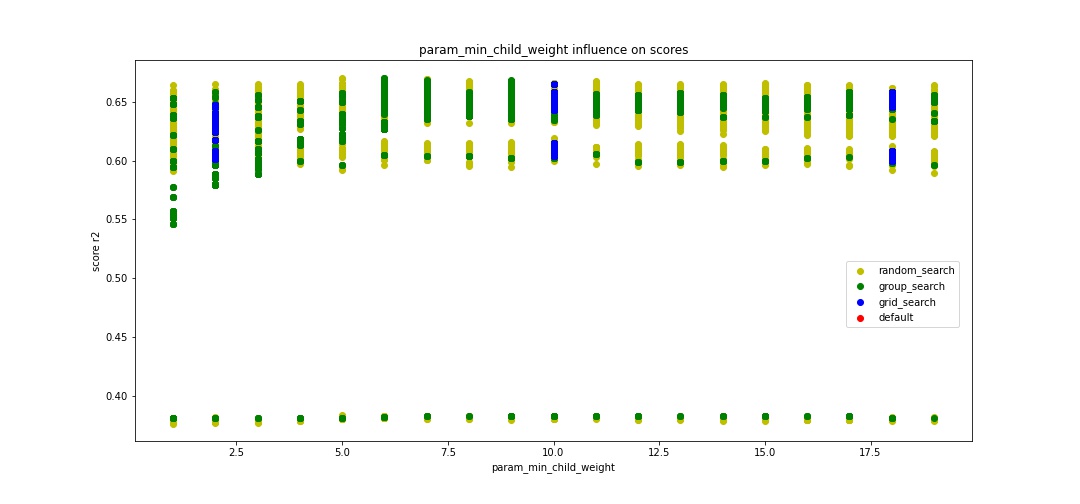 param_min_child_weight influence on scores
score r2
0.65
0.60
0.55
0.50
0.45
0.40
2.5
5.0
7.5
10.0
12.5
15.0
17.5
param_min_child_weight
random_search
group_search
grid_search
default